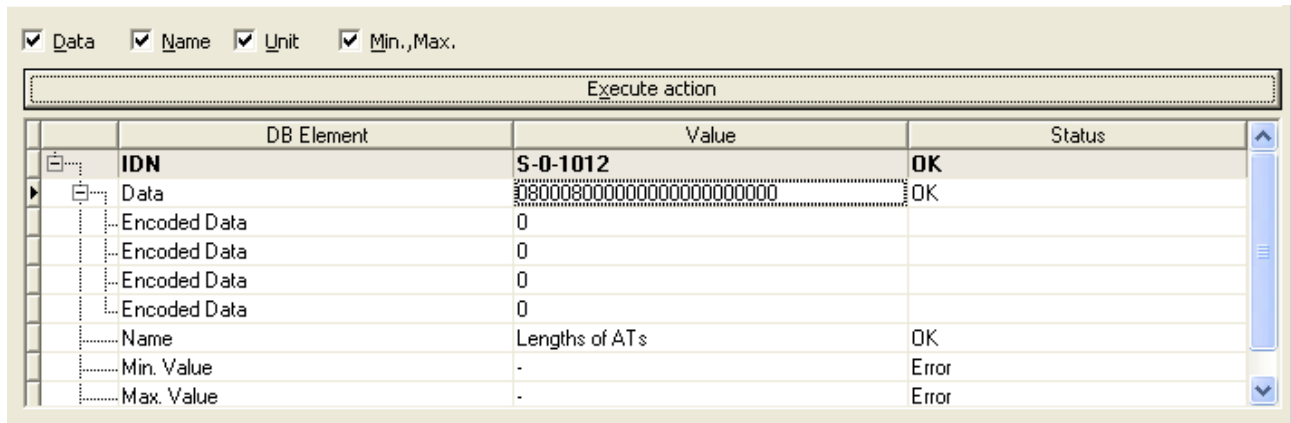 Data Name Unit Min.,Max.
Execute action
DB Element Value Status
IDN S-0-1012 OK
Data 080008000000000000000000 OK
Encoded Data 0
Encoded Data 0
Encoded Data 0
Encoded Data 0
Name Lengths of ATs OK
Min. Value - Error
Max. Value - Error